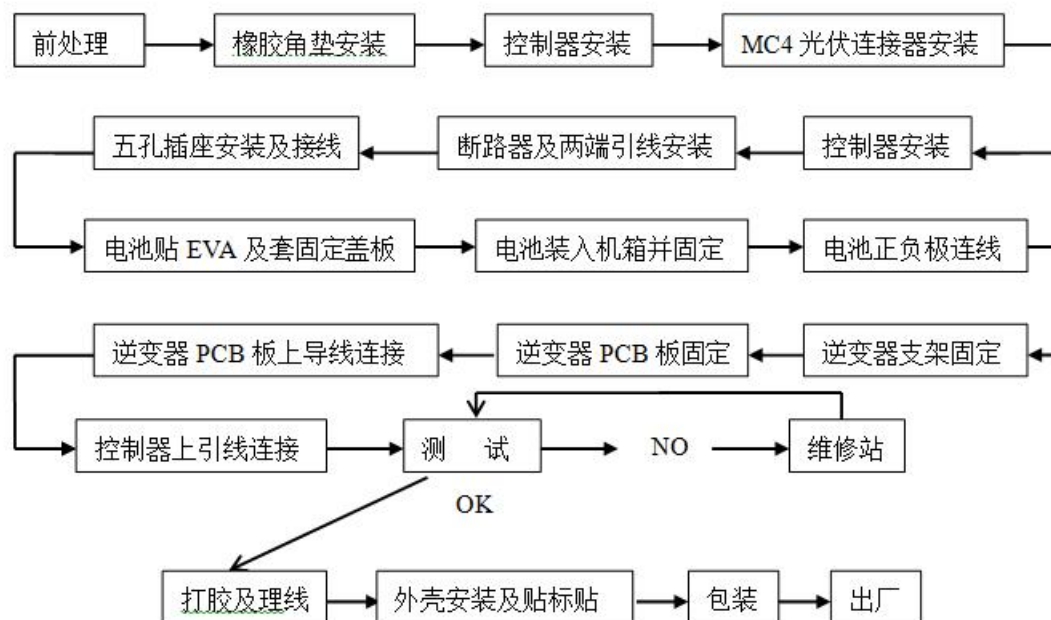 前处理 橡胶角垫安装 控制器安装 MC4 光伏连接器安装
五孔插座安装及接线 断路器及两端引线安装 控制器安装
电池贴 EVA 及套固定盖板 电池装入机箱并固定 电池正负极连线
逆变器 PCB 板上导线连接 逆变器 PCB 板固定 逆变器支架固定
控制器上引线连接 测 试 NO 维修站
OK
打胶及理线 外壳安装及贴标贴 包装 出厂